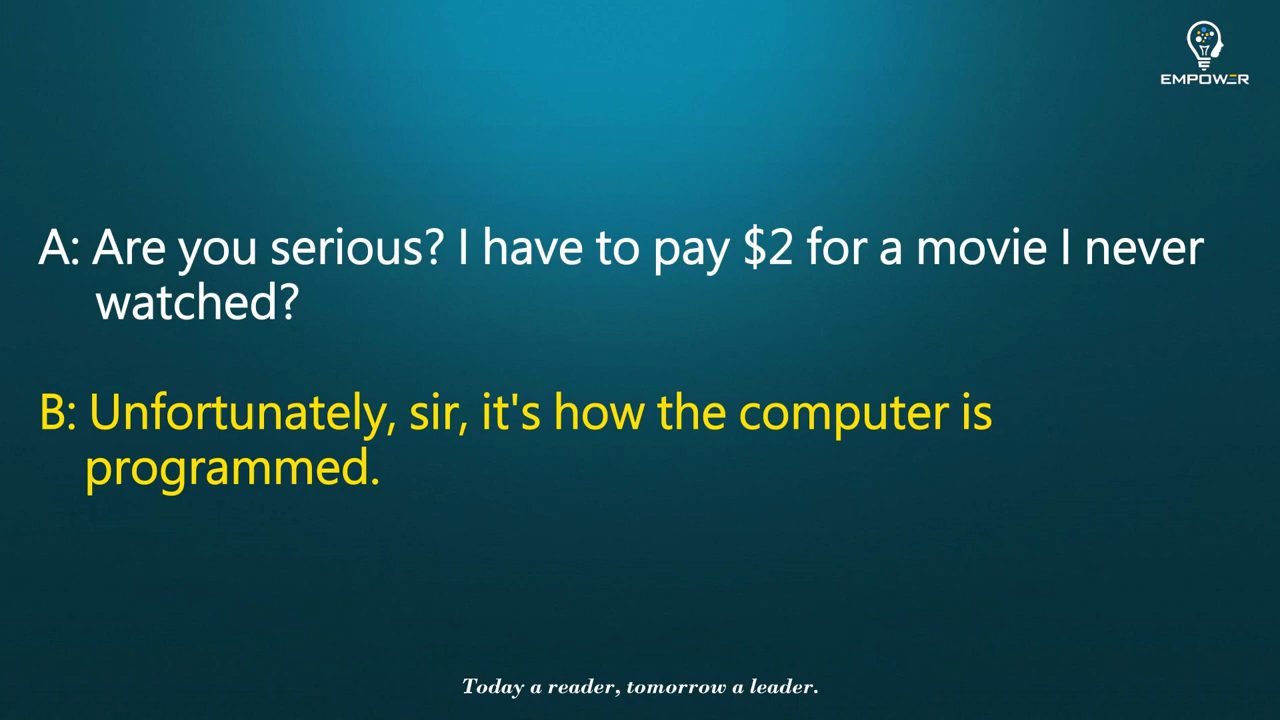 EMPOWER
A: Are you serious? I have to pay $2 for a movie I never
watched?
B: Unfortunately, sir, it's how the computer is
programmed.
Today a reader, tomorrow a leader.